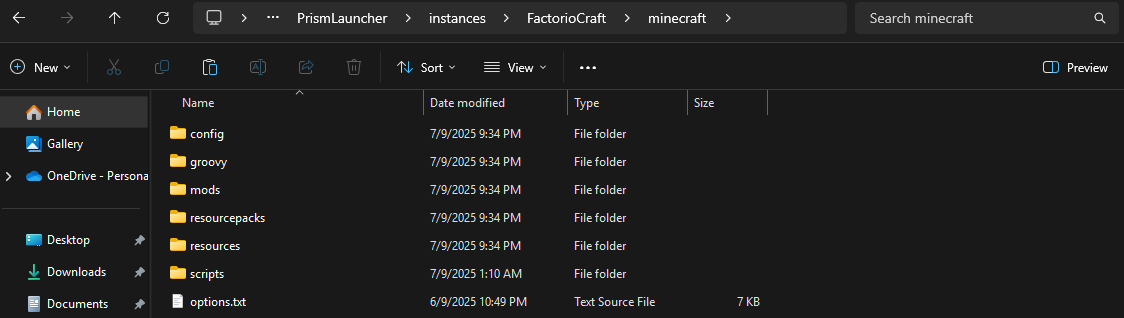 PrismLauncher > instances > FactorioCraft > minecraft >
Search minecraft
New
Sort
View
Preview
Name Date modified Type Size
Home
Gallery
OneDrive - Persona
Desktop
Downloads
Documents
config 7/9/2025 9:34 PM File folder
groovy 7/9/2025 9:34 PM File folder
mods 7/9/2025 9:34 PM File folder
resourcepacks 7/9/2025 9:34 PM File folder
resources 7/9/2025 9:34 PM File folder
scripts 7/9/2025 1:10 AM File folder
options.txt 6/9/2025 10:49 PM Text Source File 7 KB